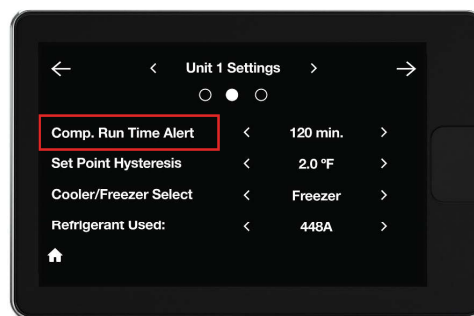 Unit 1 Settings
Comp. Run Time Alert 120 min.
Set Point Hysteresis 2.0 ºF
Cooler/Freezer Select Freezer
Refrigerant Used: 448A